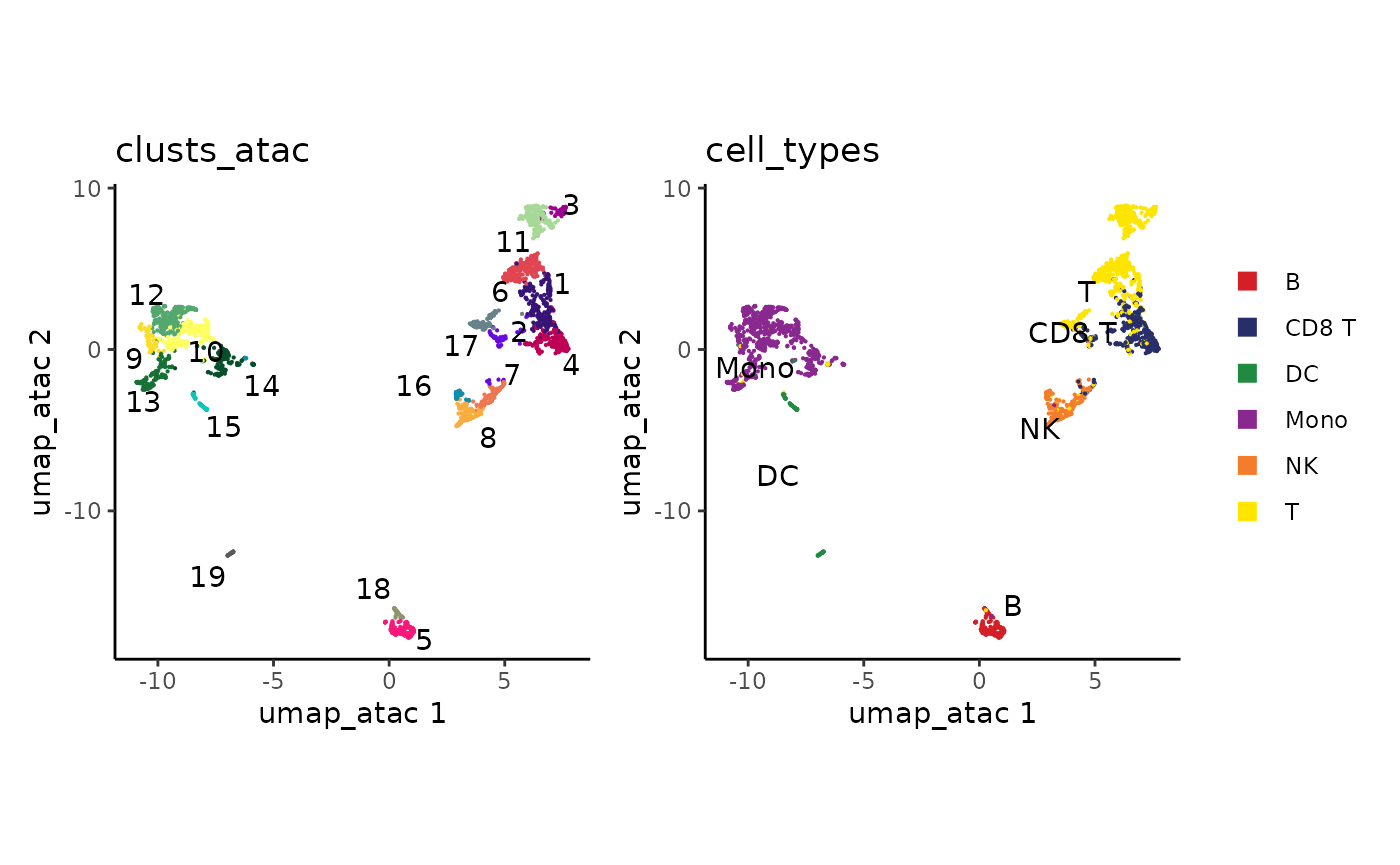 clusts_atac
10
0
-10
umap_atac 2
3
11
1
6
2
17
4
7
16
8
12
9
10
14
13
15
19
18
5
-10
-5
0
5
umap_atac 1
cell_types
10
0
-10
umap_atac 2
T
CD8 T
Mono
NK
DC
B
-10
-5
0
5
umap_atac 1
B
CD8 T
DC
Mono
NK
T